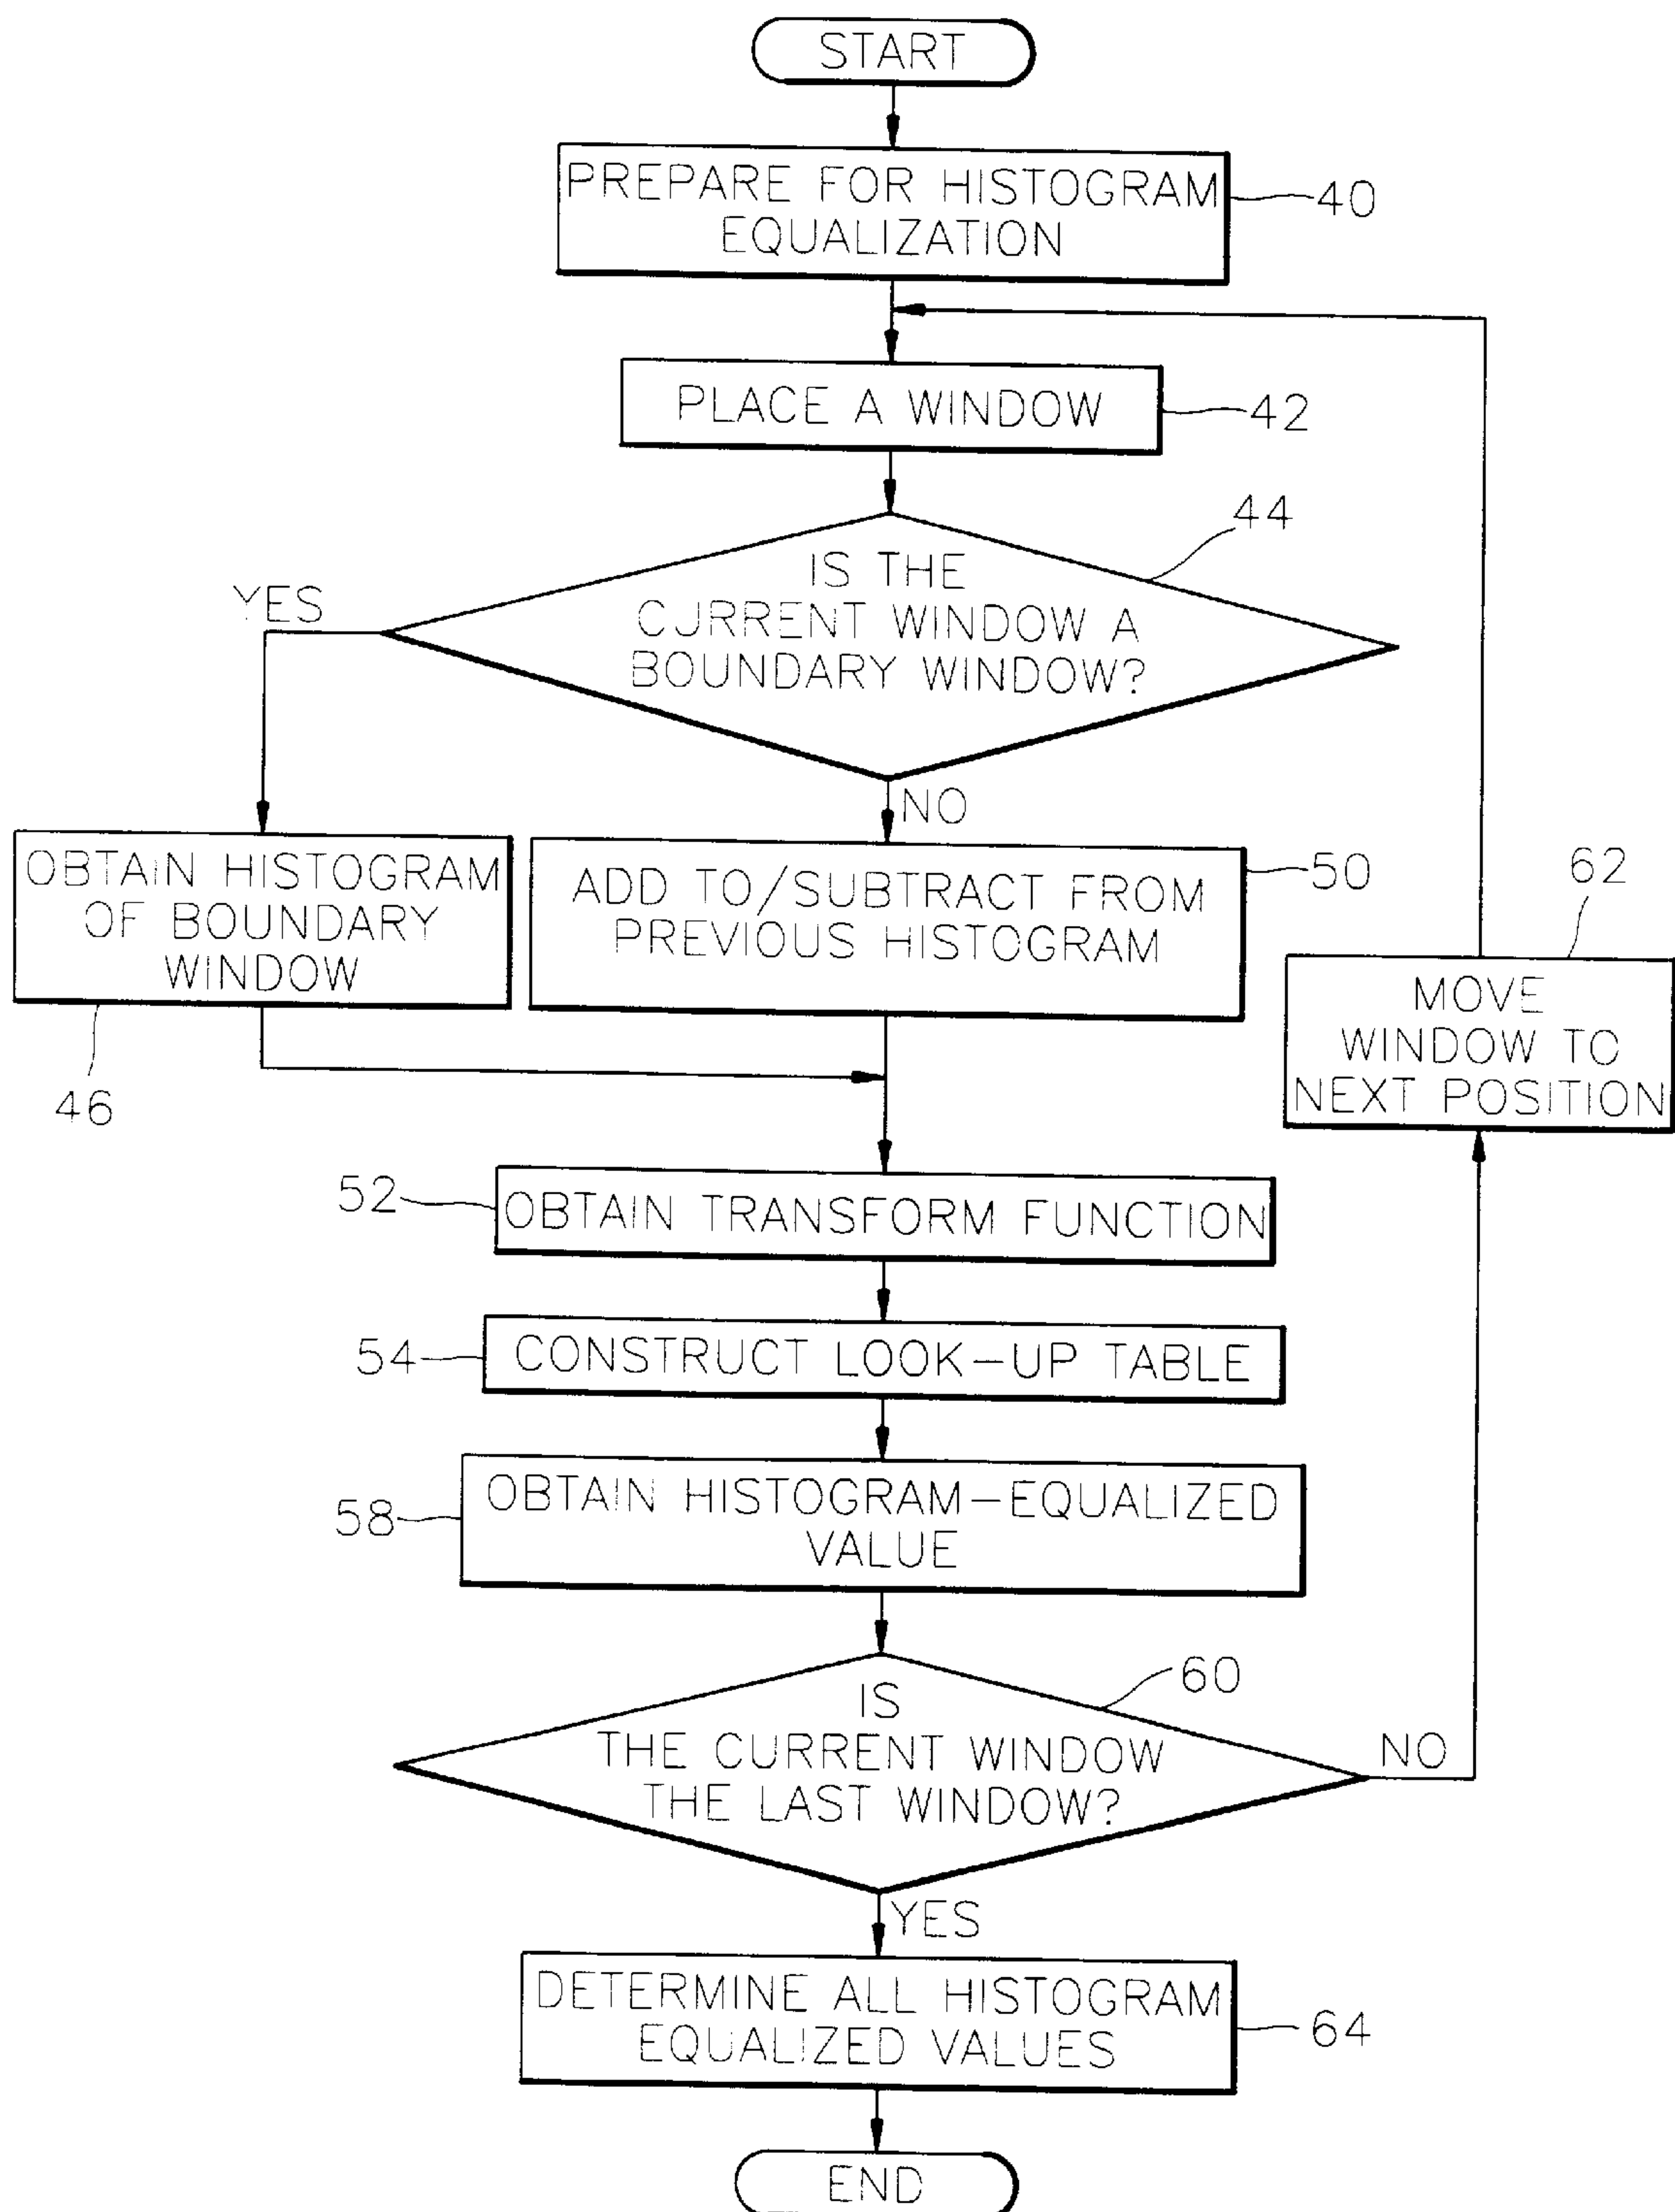 START
PREPARE FOR HISTOGRAM
EQUALIZATION
40
PLACE A WINDOW
42
44
IS THE
CURRENT WINDOW A
BOUNDARY WINDOW?
YES
NO
OBTAIN HISTOGRAM
OF BOUNDARY
WINDOW
46
ADD TO/SUBTRACT FROM
PREVIOUS HISTOGRAM
50
62
MOVE
WINDOW TO
NEXT POSITION
52
OBTAIN TRANSFORM FUNCTION
54
CONSTRUCT LOOK-UP TABLE
58
OBTAIN HISTOGRAM-EQUALIZED
VALUE
60
IS
THE CURRENT WINDOW
THE LAST WINDOW?
NO
YES
DETERMINE ALL HISTOGRAM
EQUALIZED VALUES
64
END